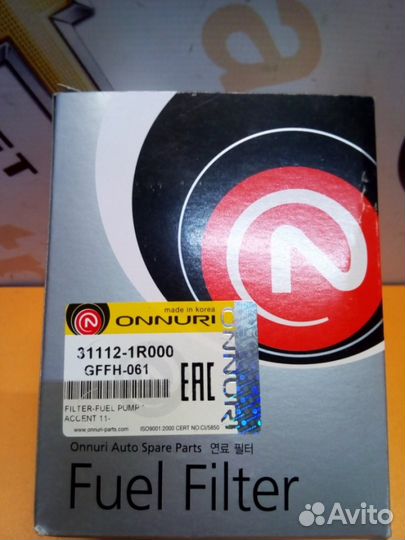 made in korea
ONNURI
31112-1R000
GFFH-061
FILTER-FUEL PUMP
ACCENT 11-
www.onnuri-parts.com
ISO9001:2000 CERT NO:CI/5850
EAC
ONNURI
Onnuri Auto Spare Parts 연료 필터
Fuel Filter
Avito